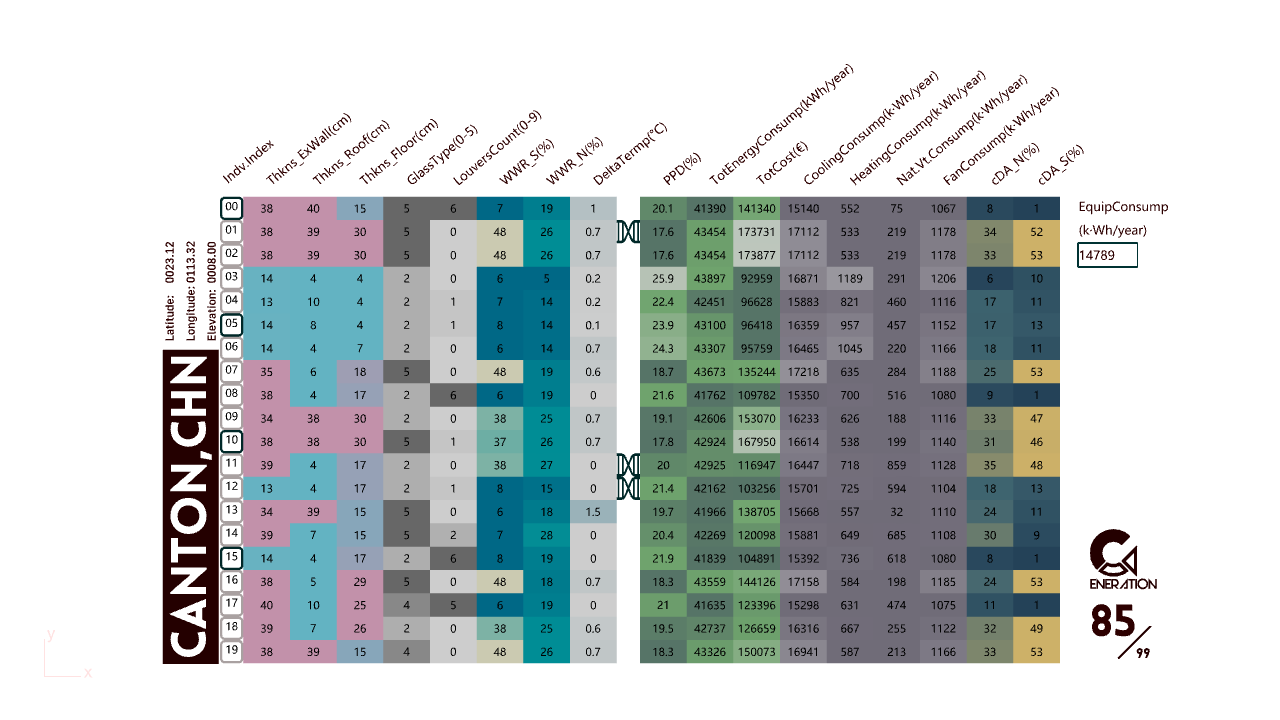 Indv.Index Thkns_ExWall(cm) Thkns_Roof(cm) Thkns_Floor(cm) GlassType(0-5) LouversCount(0-9) WWR_S(%) WWR_N(%) DeltaTermp(°C) PPD(%) TotEnergyConsump(kWh/year) TotCost(€) CoolingConsump(k·Wh/year) HeatingConsump(k·Wh/year) Nat.Vt.Consump(k·Wh/year) FanConsump(k·Wh/year) cDA_N(%) cDA_S(%)
00 38 40 15 5 6 7 19 1 20.1 41390 141340 15140 552 75 1067 8 1
01 38 39 30 5 0 48 26 0.7 17.6 43454 173731 17112 533 219 1178 34 52
02 38 39 30 5 0 48 26 0.7 17.6 43454 173877 17112 533 219 1178 33 53
03 14 4 4 2 0 6 5 0.2 25.9 43897 92959 16871 1189 291 1206 6 10
04 13 10 4 2 1 7 14 0.2 22.4 42451 96628 15883 821 460 1116 17 11
05 14 8 4 2 1 8 14 0.1 23.9 43100 96418 16359 957 457 1152 17 13
06 14 4 7 2 0 6 14 0.7 24.3 43307 95759 16465 1045 220 1166 18 11
07 35 6 18 5 0 48 19 0.6 18.7 43673 135244 17218 635 284 1188 25 53
08 38 4 17 2 6 6 19 0 21.6 41762 109782 15350 700 516 1080 9 1
09 34 38 30 2 0 38 25 0.7 19.1 42606 153070 16233 626 188 1116 33 47
10 38 38 30 5 1 37 26 0.7 17.8 42924 167950 16614 538 199 1140 31 46
11 39 4 17 2 0 38 27 0 20 42925 116947 16447 718 859 1128 35 48
12 13 4 17 2 1 8 15 0 21.4 42162 103256 15701 725 594 1104 18 13
13 34 39 15 5 0 6 18 1.5 19.7 41966 138705 15668 557 32 1110 24 11
14 39 7 15 5 2 7 28 0 20.4 42269 120098 15881 649 685 1108 30 9
15 14 4 17 2 6 8 19 0 21.9 41839 104891 15392 736 618 1080 8 1
16 38 5 29 5 0 48 18 0.7 18.3 43559 144126 17158 584 198 1185 24 53
17 40 10 25 4 5 6 19 0 21 41635 123396 15298 631 474 1075 11 1
18 39 7 26 2 0 38 25 0.6 19.5 42737 126659 16316 667 255 1122 32 49
19 38 39 15 4 0 48 26 0.7 18.3 43326 150073 16941 587 213 1166 33 53
Latitude: 0023.12
Longitude: 0113.32
Elevation: 0008.00
CANTON,CHN
EquipConsump
(k·Wh/year)
14789
ENERATION
85/99
y
x